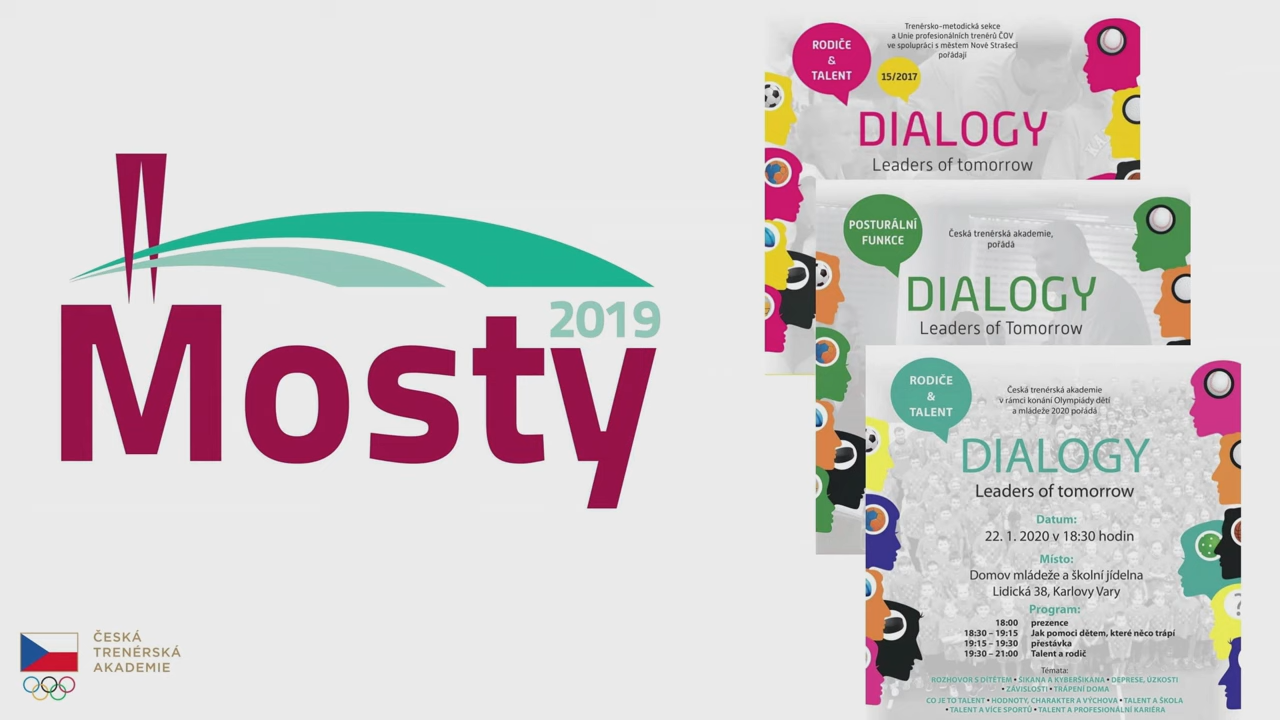 2019
Mosty
ČESKÁ
TRENÉRSKÁ
AKADEMIE
RODIČE
&
TALENT
15/2017
Trenérsko-metodická sekce
a Unie profesionálních trenérů ČOV
ve spolupráci s městem Nové Strašecí
pořádají
DIALOGY
Leaders of tomorrow
POSTURÁLNÍ
FUNKCE
Česká trenérská akademie,
pořádá
DIALOGY
Leaders of Tomorrow
RODIČE
&
TALENT
Česká trenérská akademie
v rámci konání Olympiády dětí
a mládeže 2020 pořádá
DIALOGY
Leaders of tomorrow
Datum:
22. 1. 2020 v 18:30 hodin
Místo:
Domov mládeže a školní jídelna
Lidická 38, Karlovy Vary
Program:
18:00 prezence
18:30 – 19:15 Jak pomoci dětem, které něco trápí
19:15 – 19:30 přestávka
19:30 – 21:00 Talent a rodič
Témata:
ROZHOVOR S DÍTĚTEM • ŠIKANA A KYBERŠIKANA • DEPRESE, ÚZKOSTI
• ZÁVISLOSTI • TRÁPENÍ DOMA
CO JE TO TALENT • HODNOTY, CHARAKTER A VÝCHOVA • TALENT A ŠKOLA
• TALENT A VÍCE SPORTŮ • TALENT A PROFESIONÁLNÍ KARIÉRA